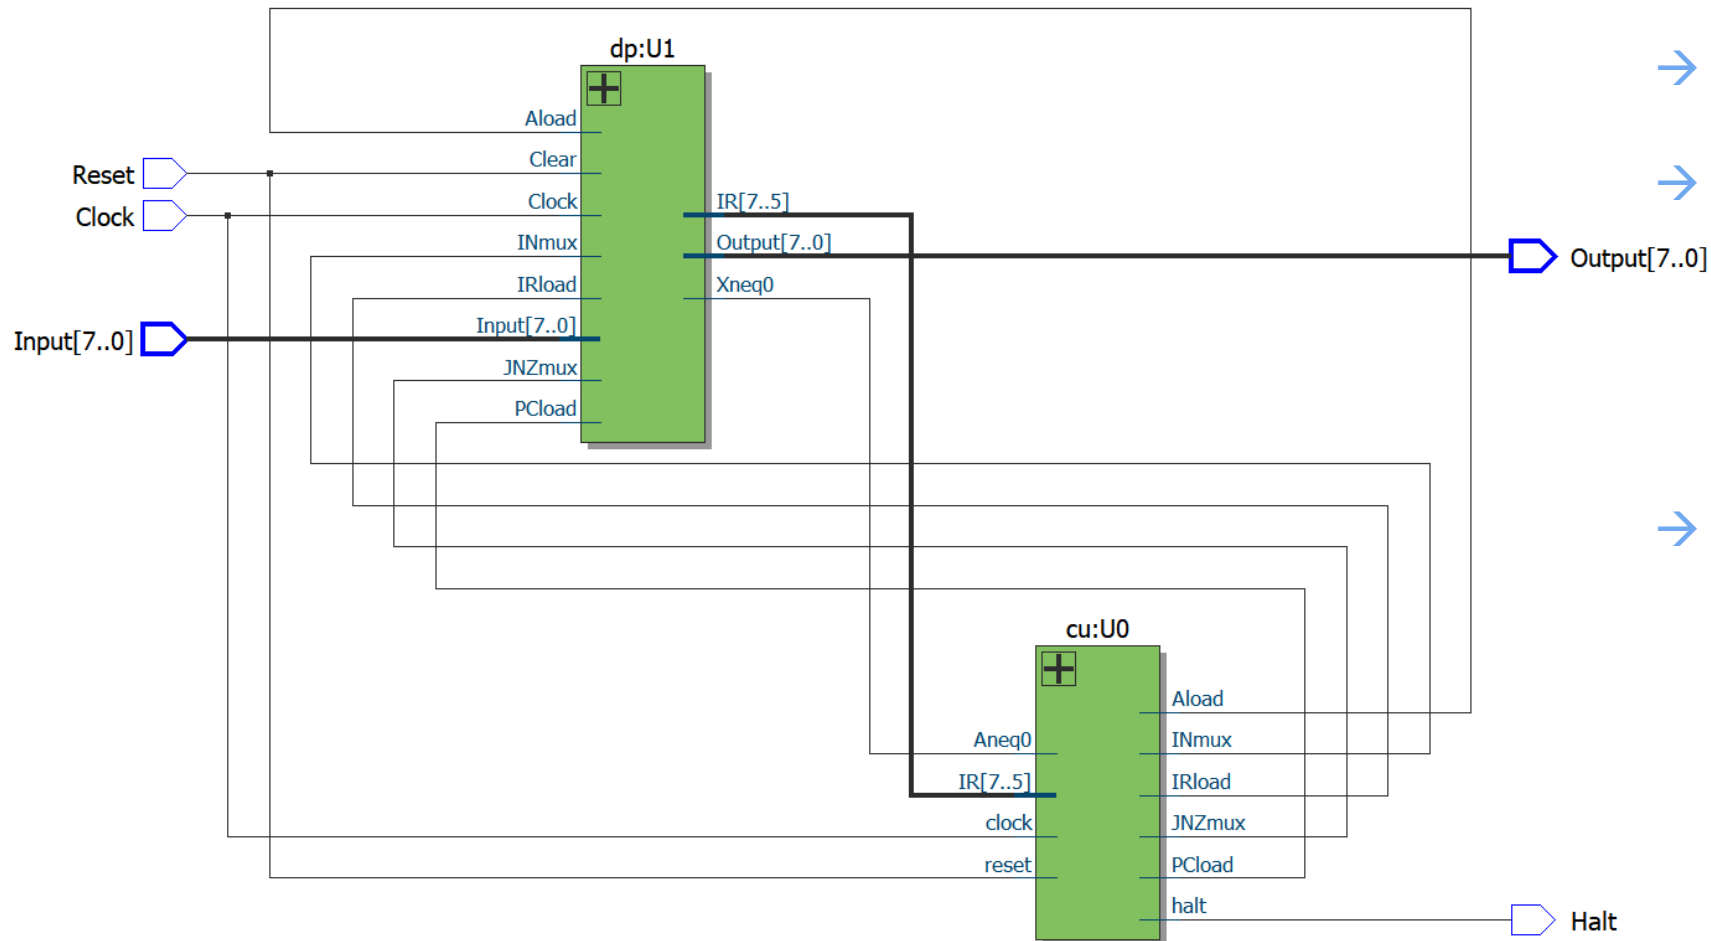 dp:U1
Aload
Clear
Clock
INmux
IRload
Input[7..0]
JNZmux
PCload
IR[7..5]
Output[7..0]
Xneq0
Reset
Clock
Input[7..0]
Output[7..0]
cu:U0
Aneq0
IR[7..5]
clock
reset
Aload
INmux
IRload
JNZmux
PCload
halt
Halt